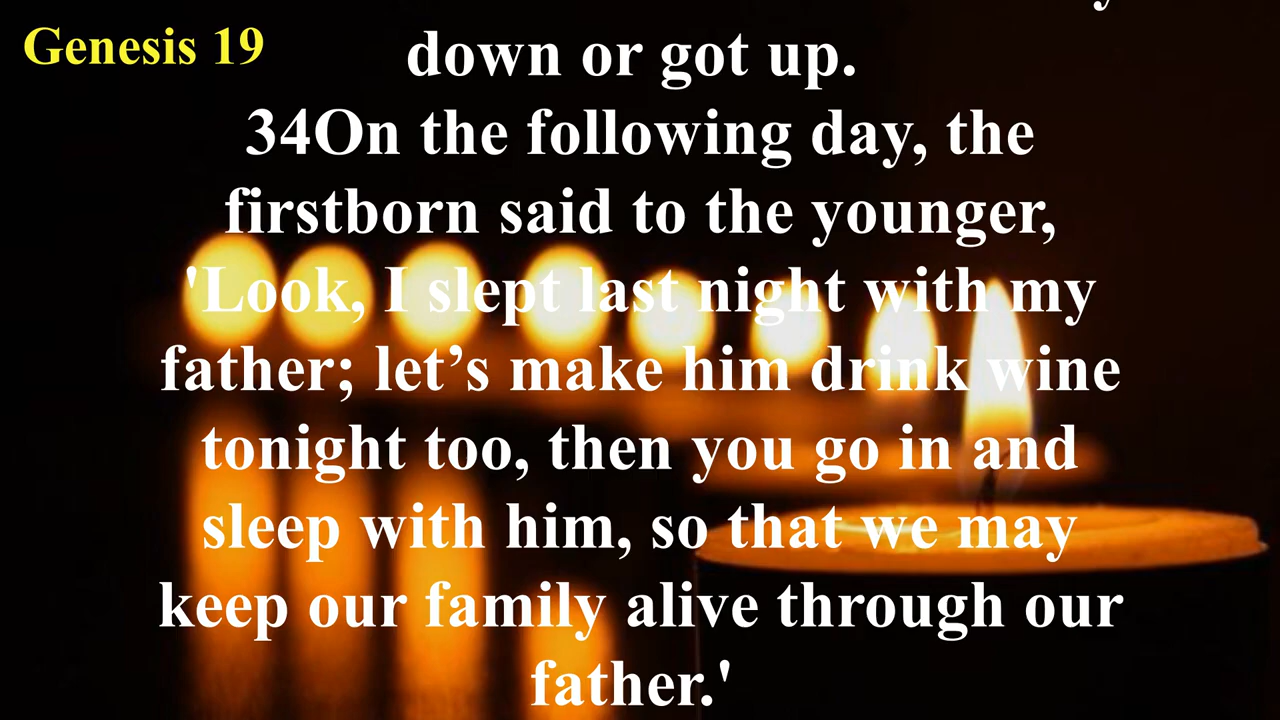 Genesis 19
down or got up.
34On the following day, the
firstborn said to the younger,
'Look, I slept last night with my
father; let’s make him drink wine
tonight too, then you go in and
sleep with him, so that we may
keep our family alive through our
father.'